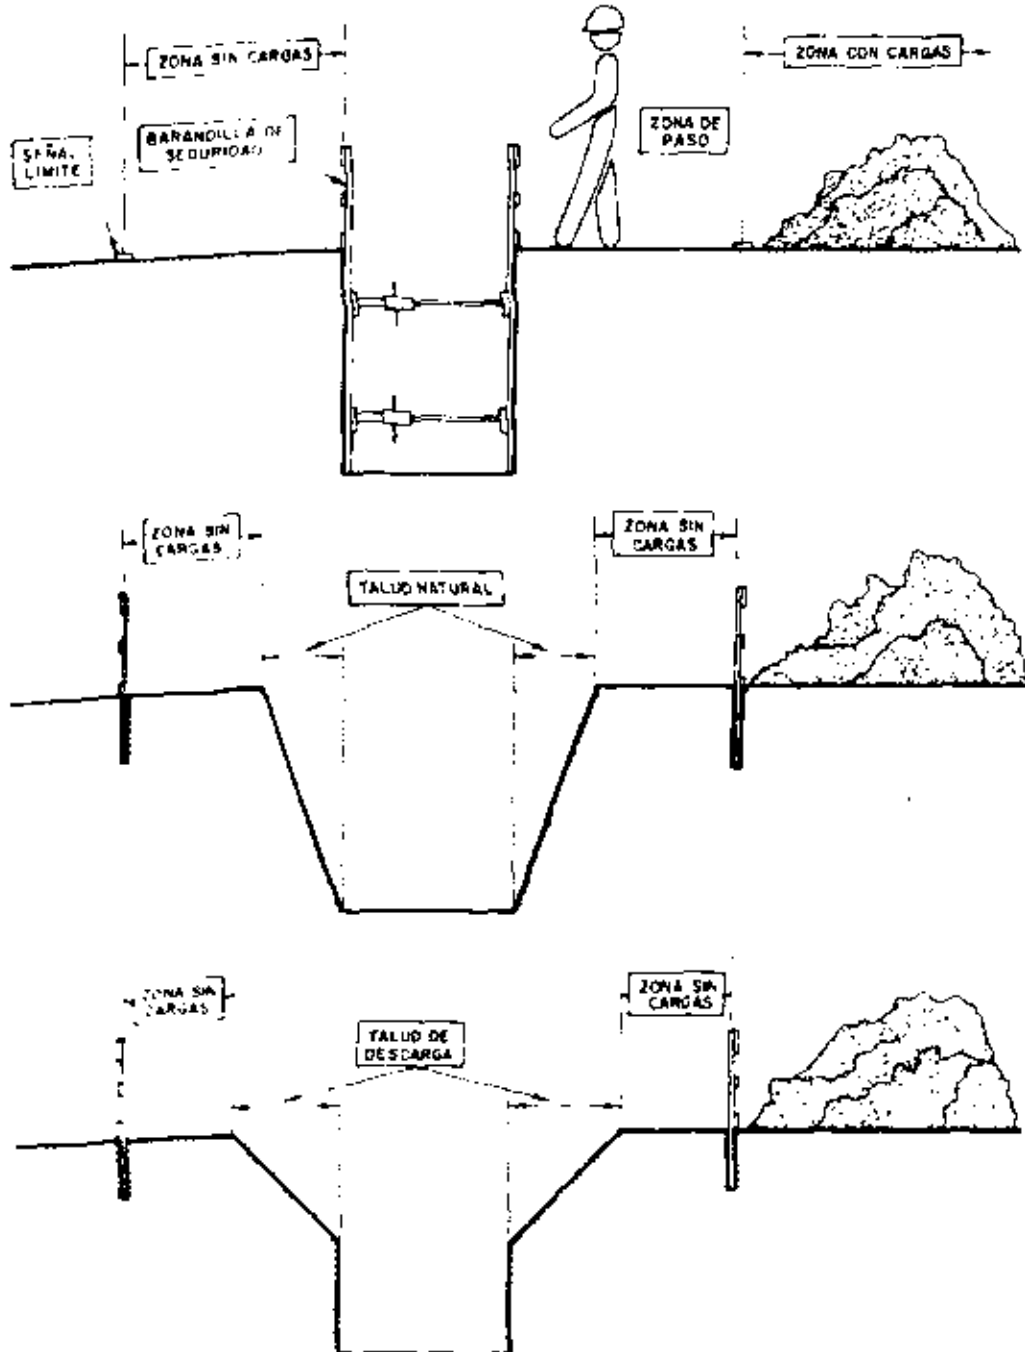 ZONA SIN CARGAS
ZONA CON CARGAS
BARANDILLA DE
SEGURIDAD
SEÑAL
LIMITE
ZONA DE
PASO
ZONA SIN
CARGAS
ZONA SIN
CARGAS
TALUD NATURAL
ZONA SIN
CARGAS
ZONA SIN
CARGAS
TALUD DE
DESCARGA